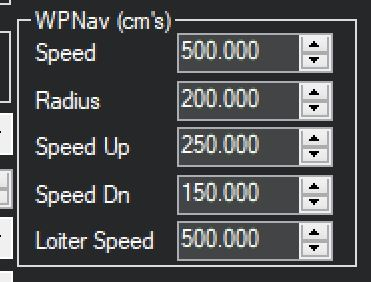 WPNav (cm's)
Speed 500.000
Radius 200.000
Speed Up 250.000
Speed Dn 150.000
Loiter Speed 500.000